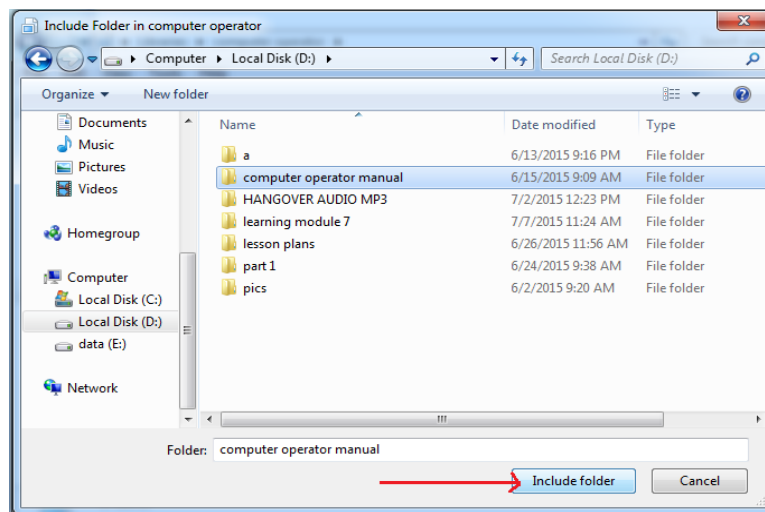 Include Folder in computer operator
Computer Local Disk (D:)
Search Local Disk (D:)
Organize New folder
Documents
Music
Pictures
Videos
Homegroup
Computer
Local Disk (C:)
Local Disk (D:)
data (E:)
Network
Name Date modified Type
a 6/13/2015 9:16 PM File folder
computer operator manual 6/15/2015 9:09 AM File folder
HANGOVER AUDIO MP3 7/2/2015 12:23 PM File folder
learning module 7 7/7/2015 11:24 AM File folder
lesson plans 6/26/2015 11:56 AM File folder
part 1 6/24/2015 9:38 AM File folder
pics 6/2/2015 9:20 AM File folder
Folder: computer operator manual
Include folder Cancel